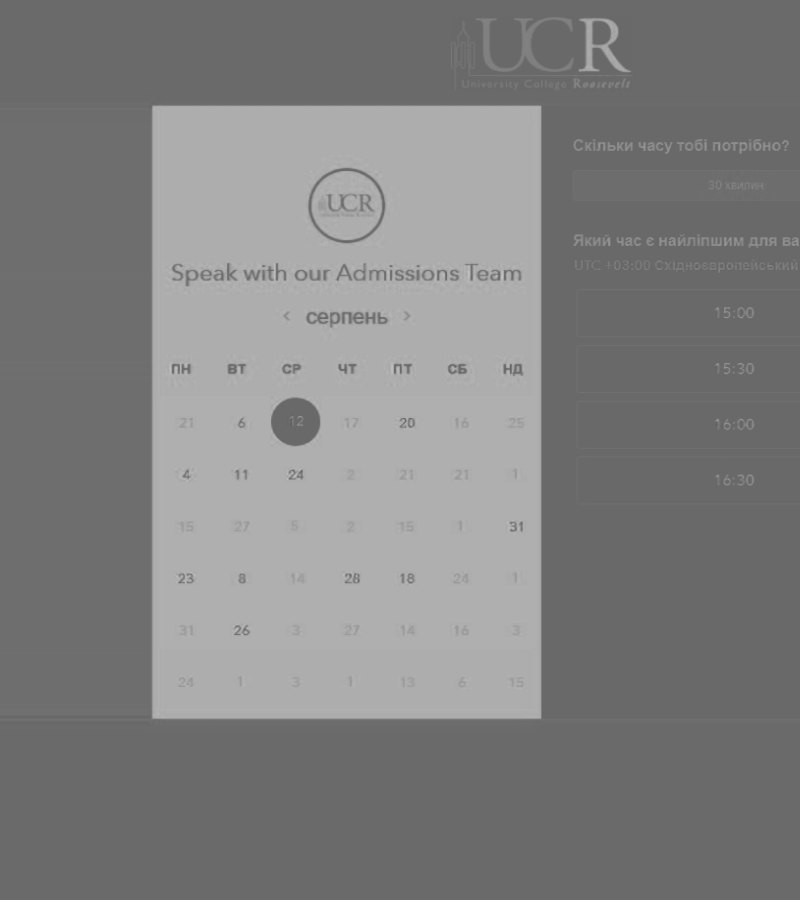 UCR
University College Roosevelt
UCR
Speak with our Admissions Team
< серпень >
ПН ВТ СР ЧТ ПТ СБ НД
21 6 12 17 20 16 25
4 11 24 2 21 21 1
15 27 5 2 15 1 31
23 8 14 28 18 24 1
31 26 3 27 14 16 3
24 1 3 1 13 6 15
Скільки часу тобі потрібно?
30 хвилин
Який час є найліпшим для ва
UTC +03:00 Східноєвропейський
15:00
15:30
16:00
16:30